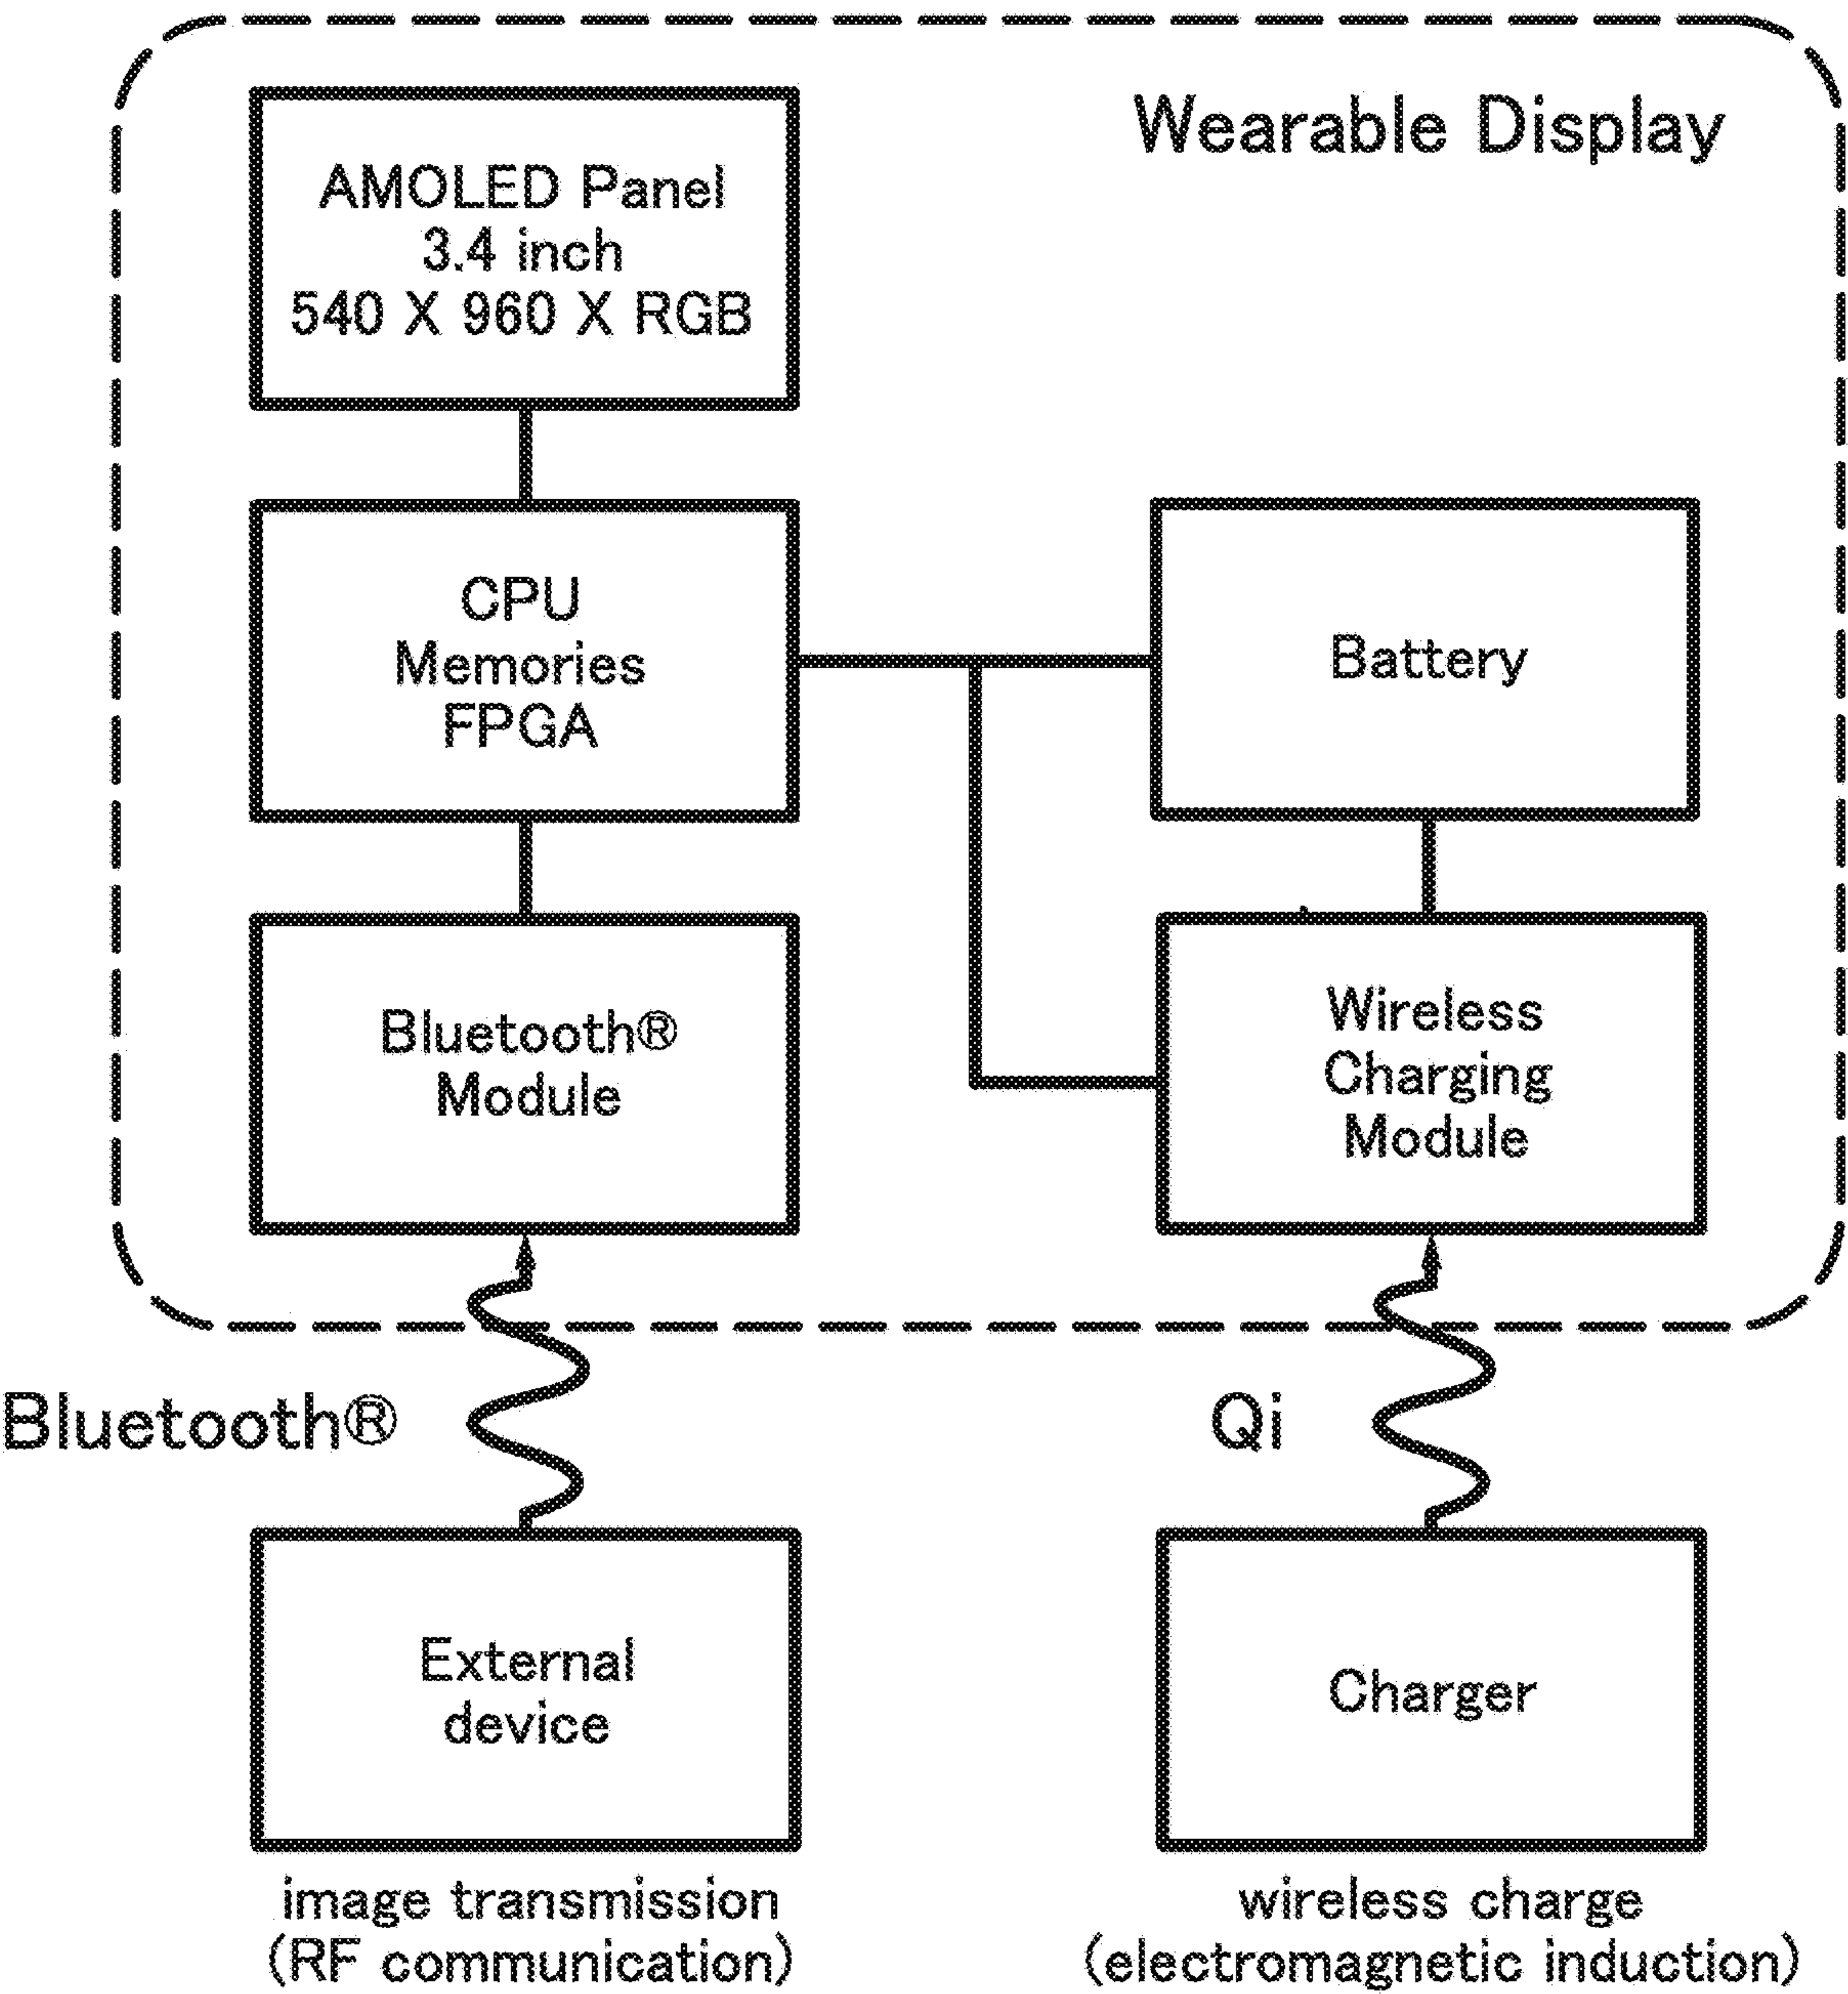 Wearable Display
AMOLED Panel
3.4 inch
540 X 960 X RGB
CPU
Memories
FPGA
Battery
Bluetooth®
Module
Wireless
Charging
Module
Bluetooth®
Qi
External
device
Charger
image transmission
(RF communication)
wireless charge
(electromagnetic induction)